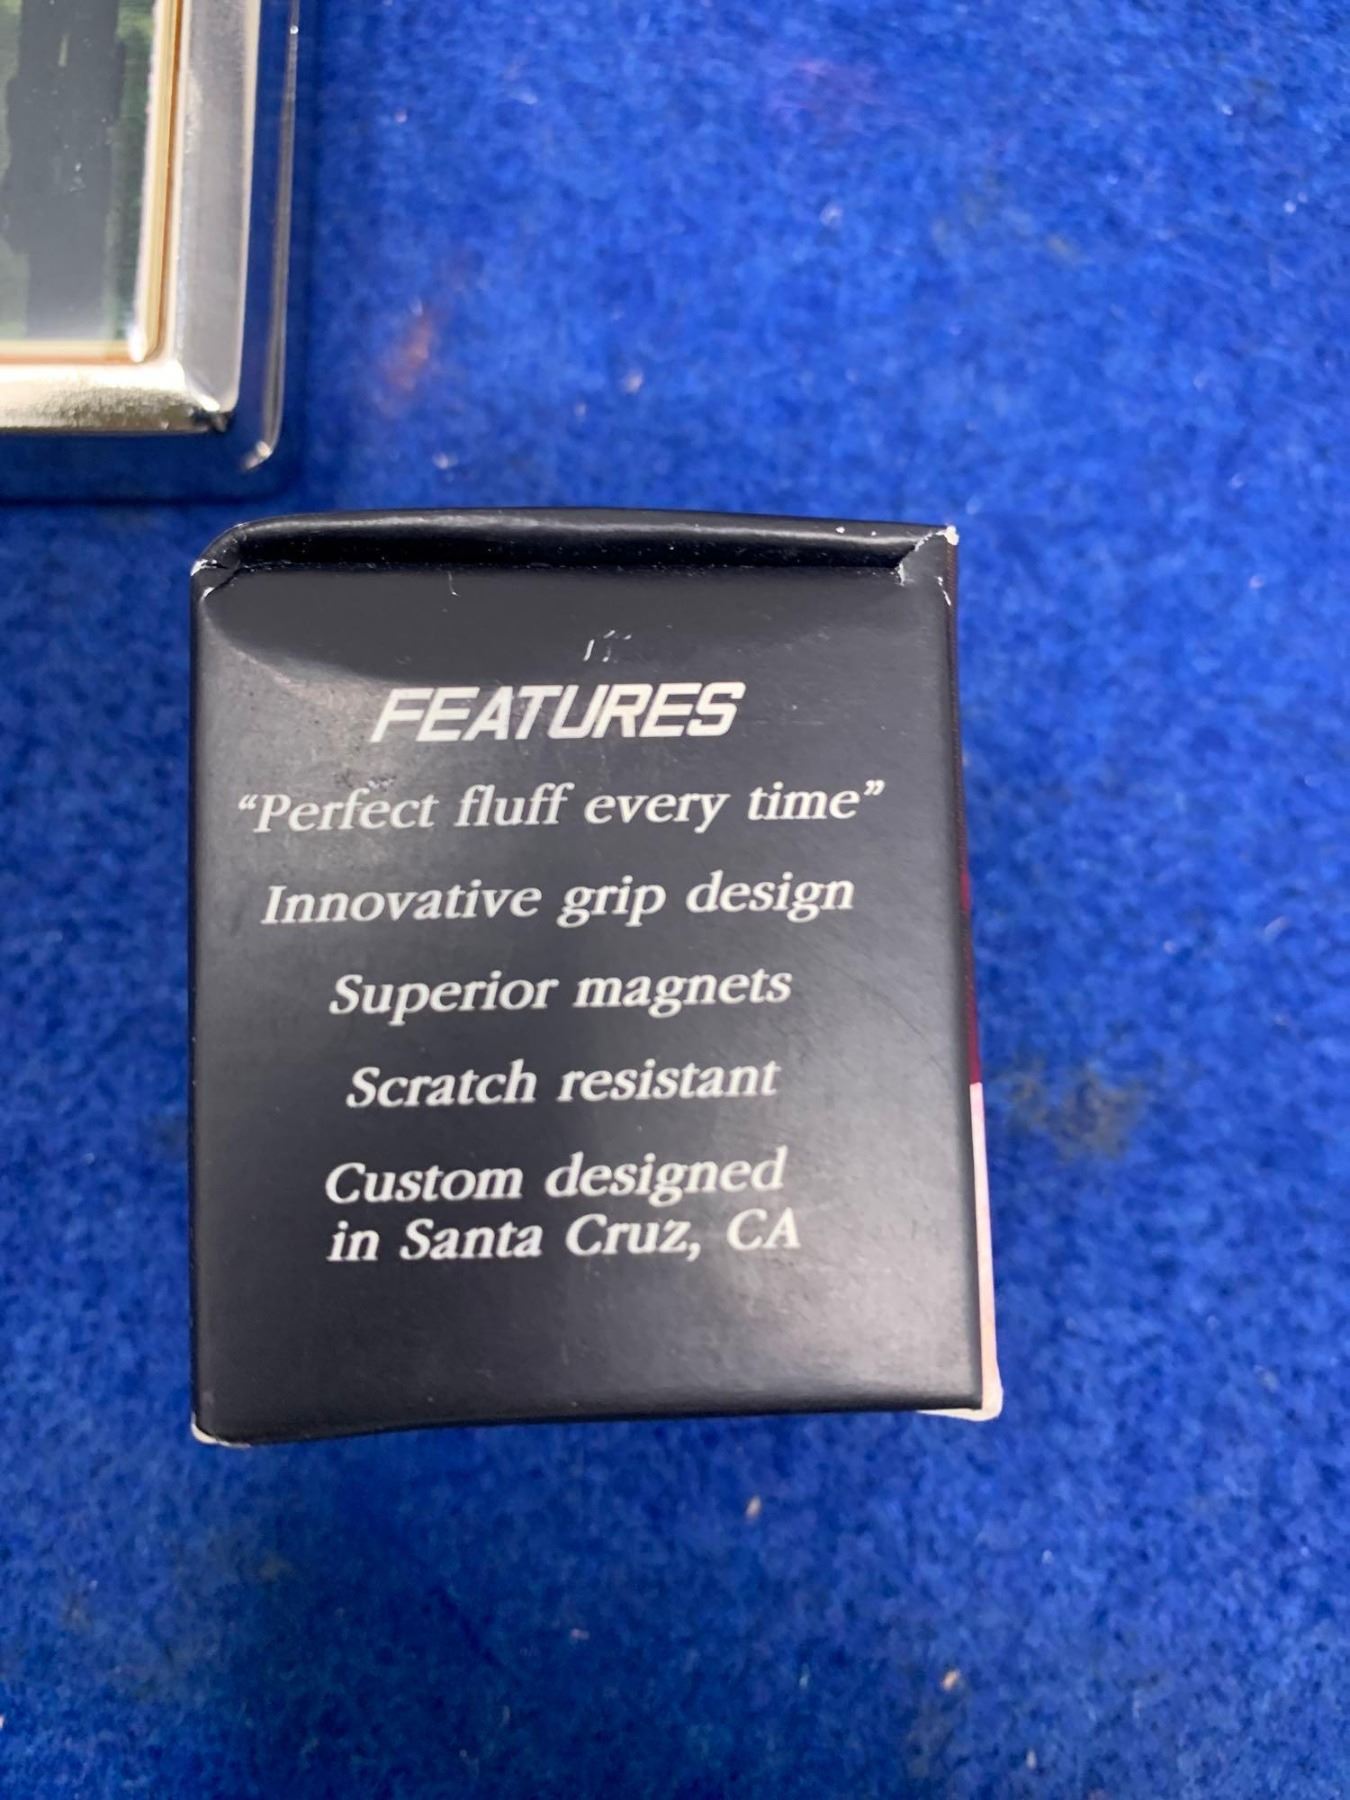 FEATURES
“Perfect fluff every time”
Innovative grip design
Superior magnets
Scratch resistant
Custom designed
in Santa Cruz, CA